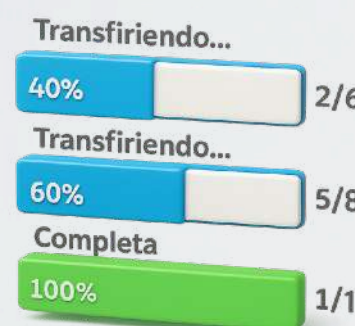 Transfiriendo...
40% 2/6
Transfiriendo...
60% 5/8
Completa
100% 1/1